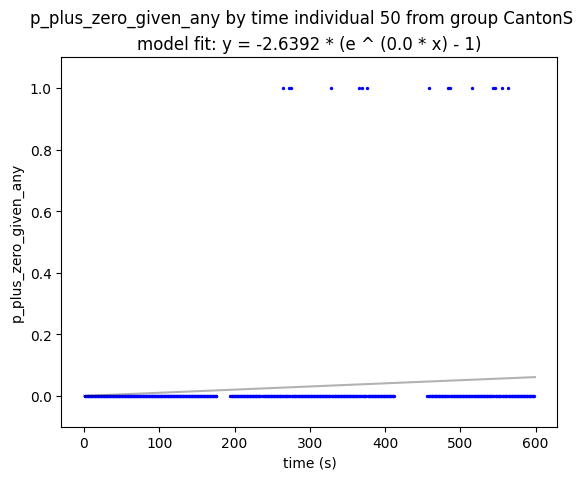 p_plus_zero_given_any by time individual 50 from group CantonS
model fit: y = -2.6392 * (e ^ (0.0 * x) - 1)
1.0
0.8
0.6
0.4
0.2
0.0
p_plus_zero_given_any
0 100 200 300 400 500 600
time (s)